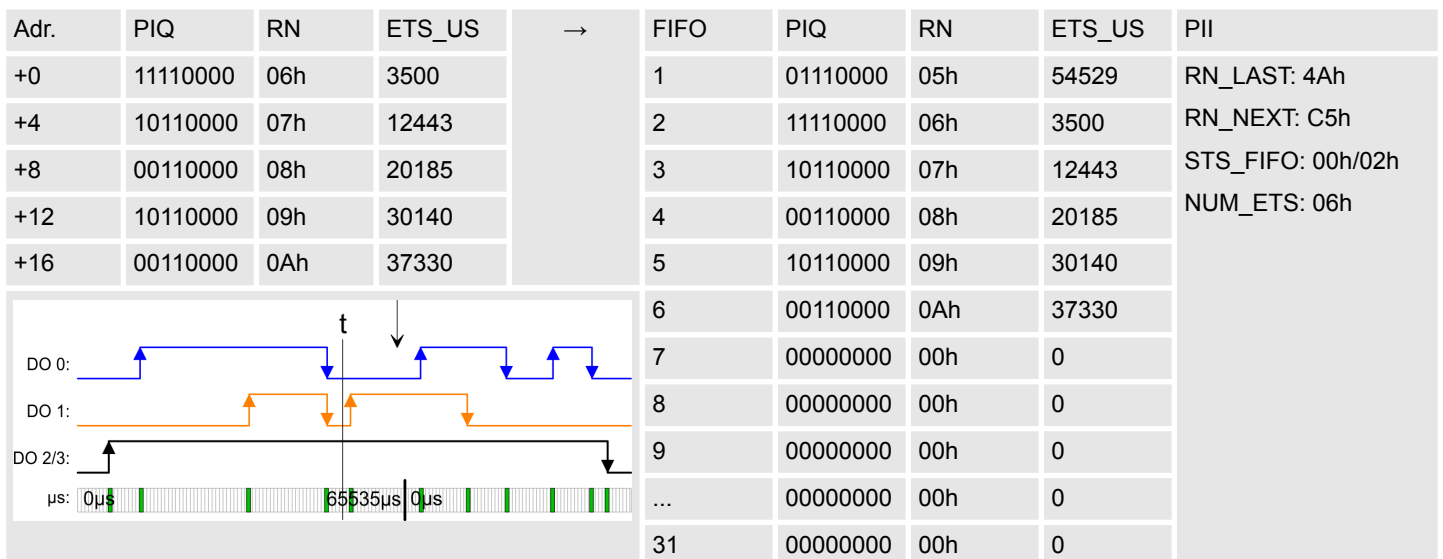 Adr. PIQ RN ETS_US → FIFO PIQ RN ETS_US PII
+0 11110000 06h 3500 1 01110000 05h 54529 RN_LAST: 4Ah
+4 10110000 07h 12443 2 11110000 06h 3500 RN_NEXT: C5h
+8 00110000 08h 20185 3 10110000 07h 12443 STS_FIFO: 00h/02h
+12 10110000 09h 30140 4 00110000 08h 20185 NUM_ETS: 06h
+16 00110000 0Ah 37330 5 10110000 09h 30140
6 00110000 0Ah 37330
7 00000000 00h 0
8 00000000 00h 0
9 00000000 00h 0
... 00000000 00h 0
31 00000000 00h 0
t
DO 0:
DO 1:
DO 2/3:
µs: 0µs 65535µs 0µs